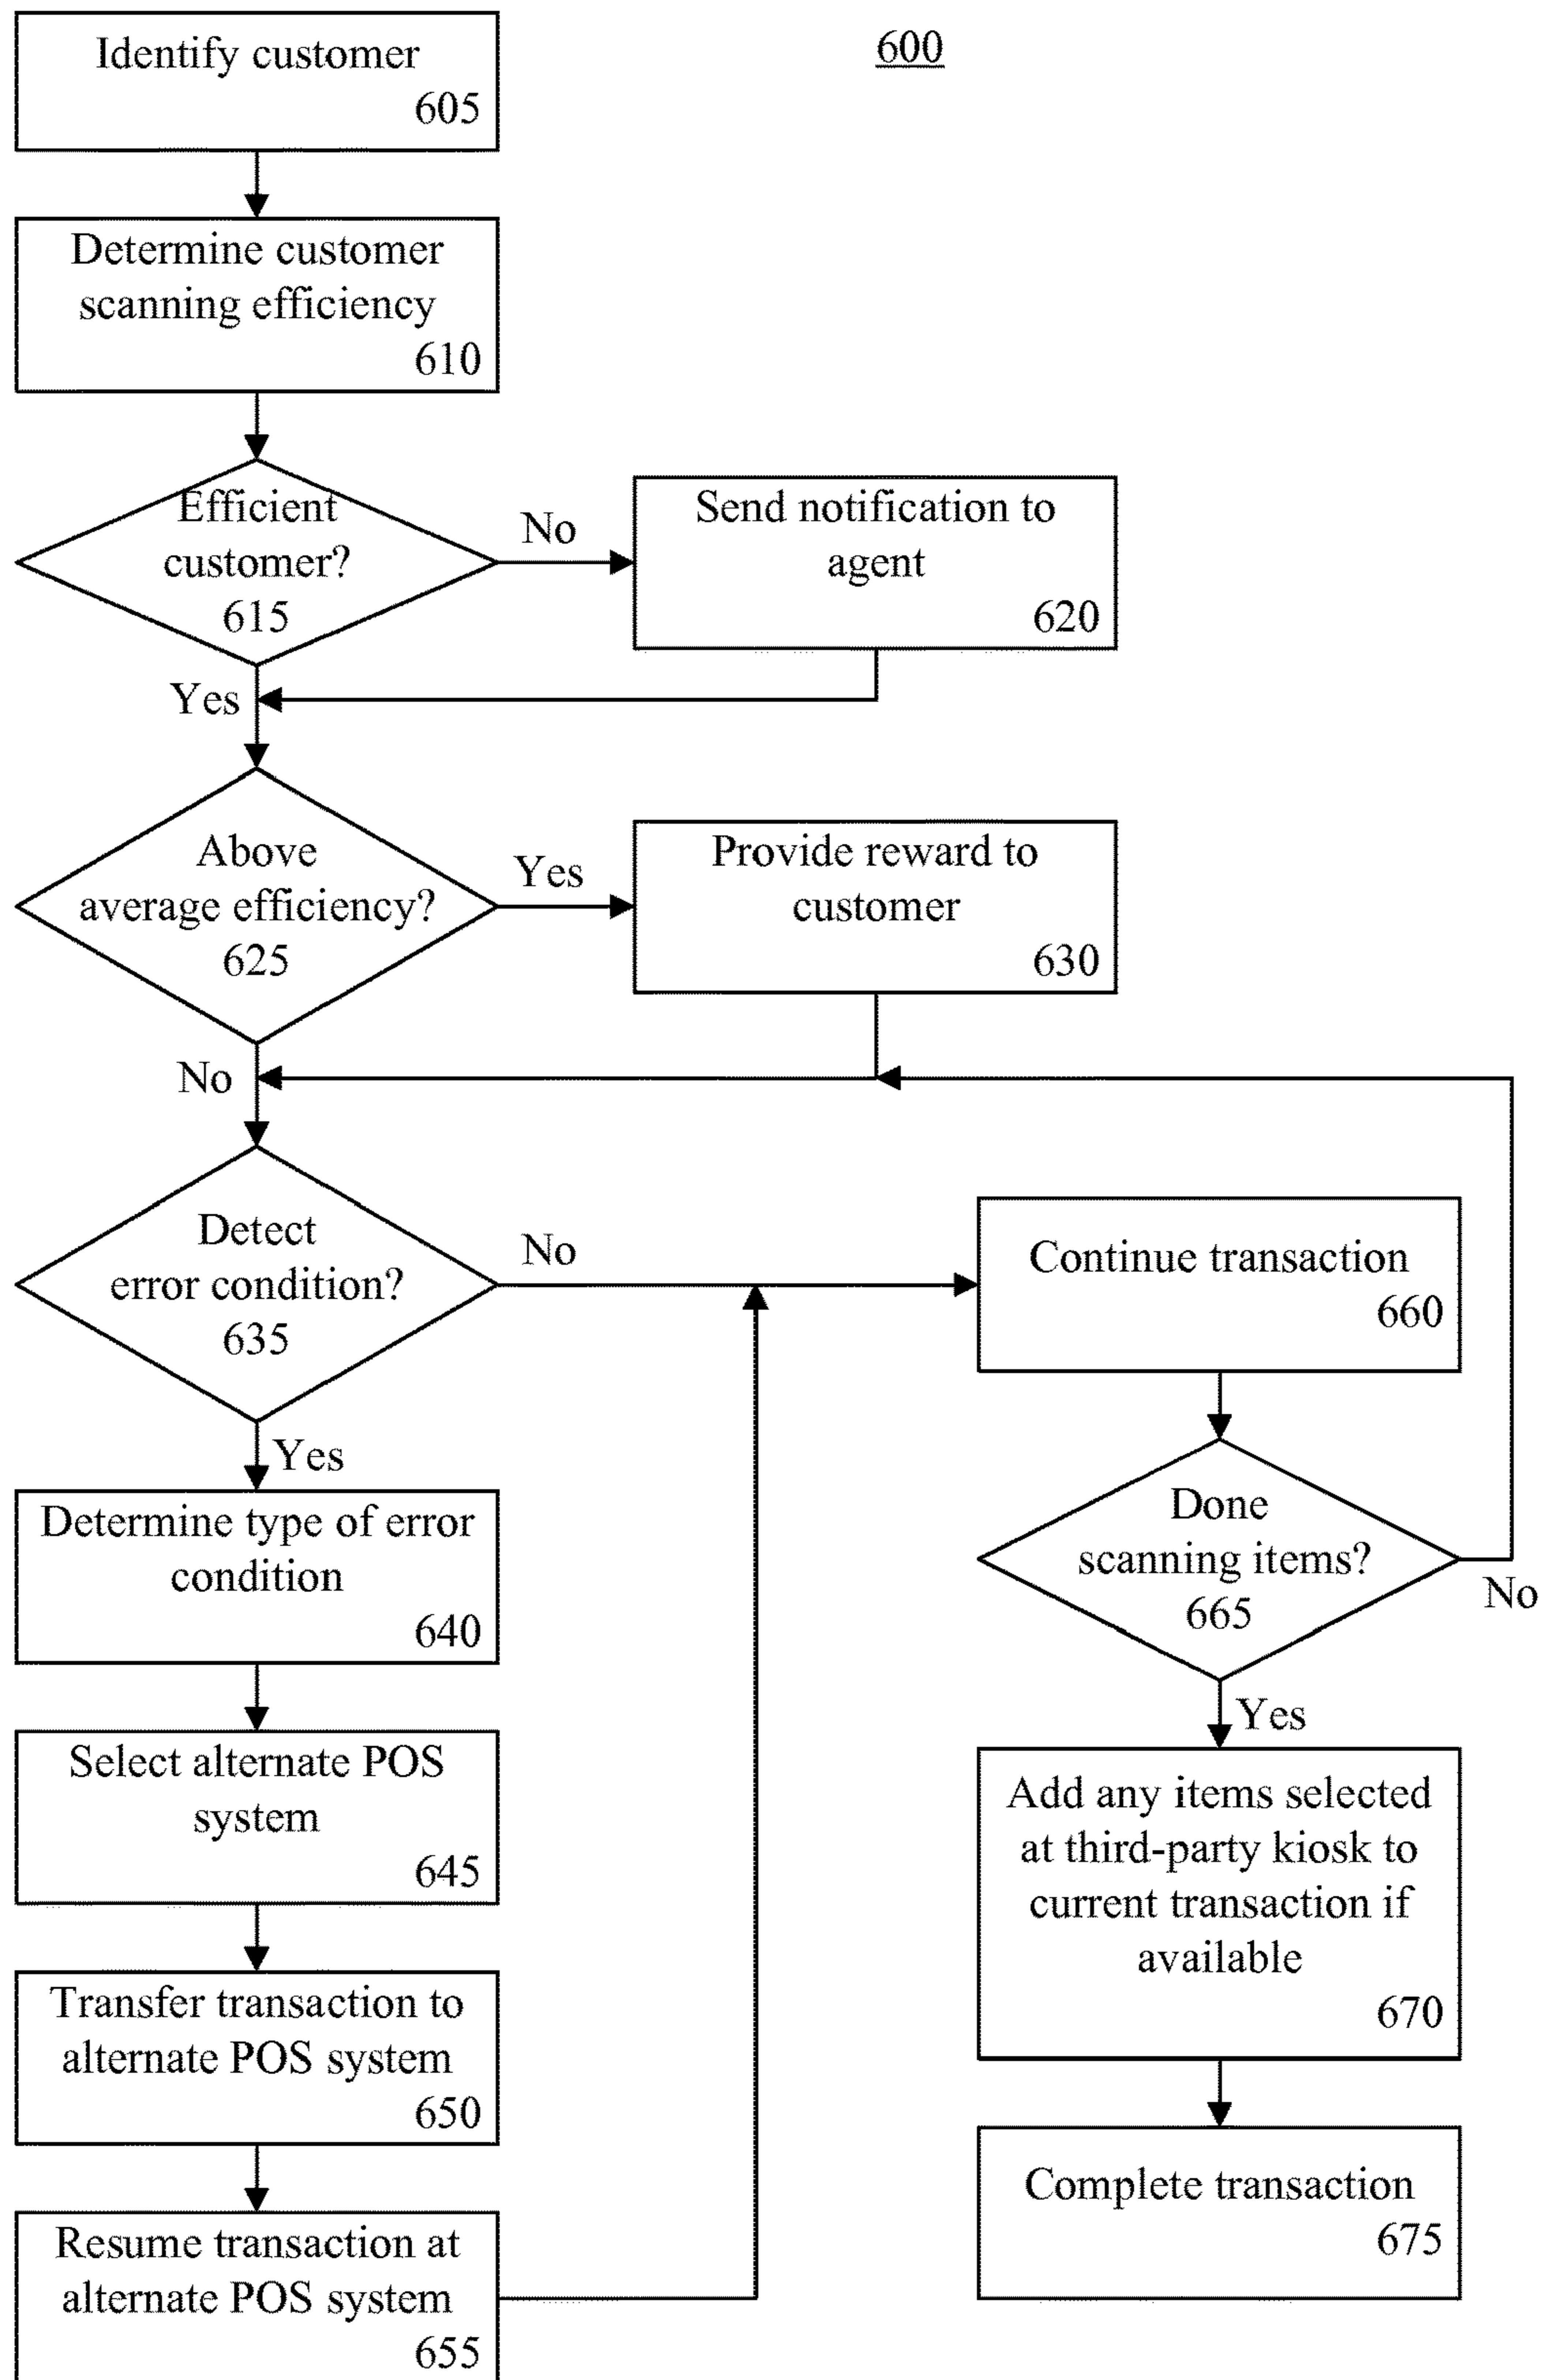 600
Identify customer
605
Determine customer
scanning efficiency
610
Efficient
customer?
615
No
Send notification to
agent
620
Yes
Above
average efficiency?
625
Yes
Provide reward to
customer
630
No
Detect
error condition?
635
No
Yes
Determine type of error
condition
640
Select alternate POS
system
645
Transfer transaction to
alternate POS system
650
Resume transaction at
alternate POS system
655
Continue transaction
660
Done
scanning items?
665
No
Yes
Add any items selected
at third-party kiosk to
current transaction if
available
670
Complete transaction
675